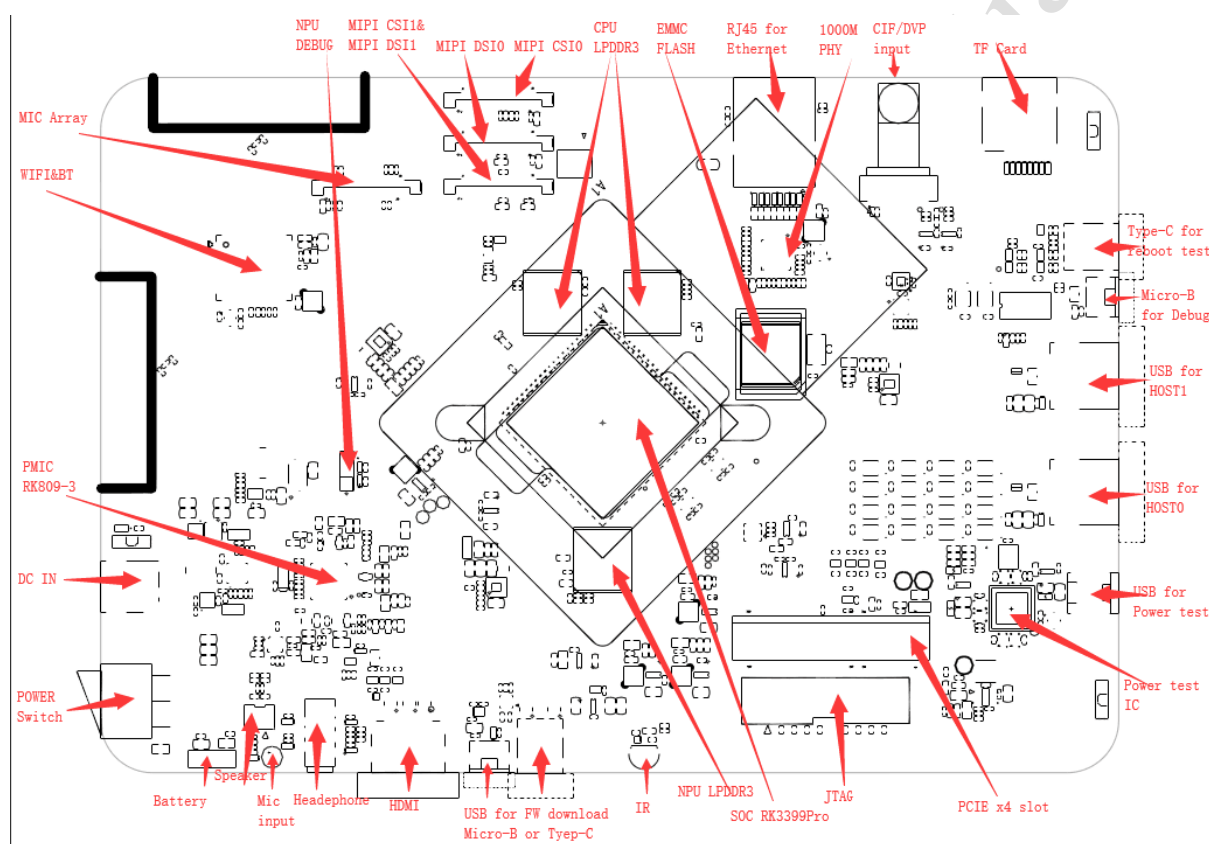 NPU
DEBUG
MIPI CSI1&
MIPI DSI1
MIPI DSI0
MIPI CSI0
CPU
LPDDR3
EMMC
FLASH
RJ45 for
Ethernet
1000M
PHY
CIF/DVP
input
TF Card
MIC Array
WIFI&BT
A1
A1
Type-C for
reboot test
Micro-B
for Debug
USB for
HOST1
PMIC
RK809-3
USB for
HOST0
DC IN
USB for
Power test
POWER
Switch
Power test
IC
Speaker
Battery
Mic
input
Headephone
HDMI
USB for FW download
Micro-B or Tyep-C
IR
NPU LPDDR3
SOC RK3399Pro
JTAG
PCIE x4 slot